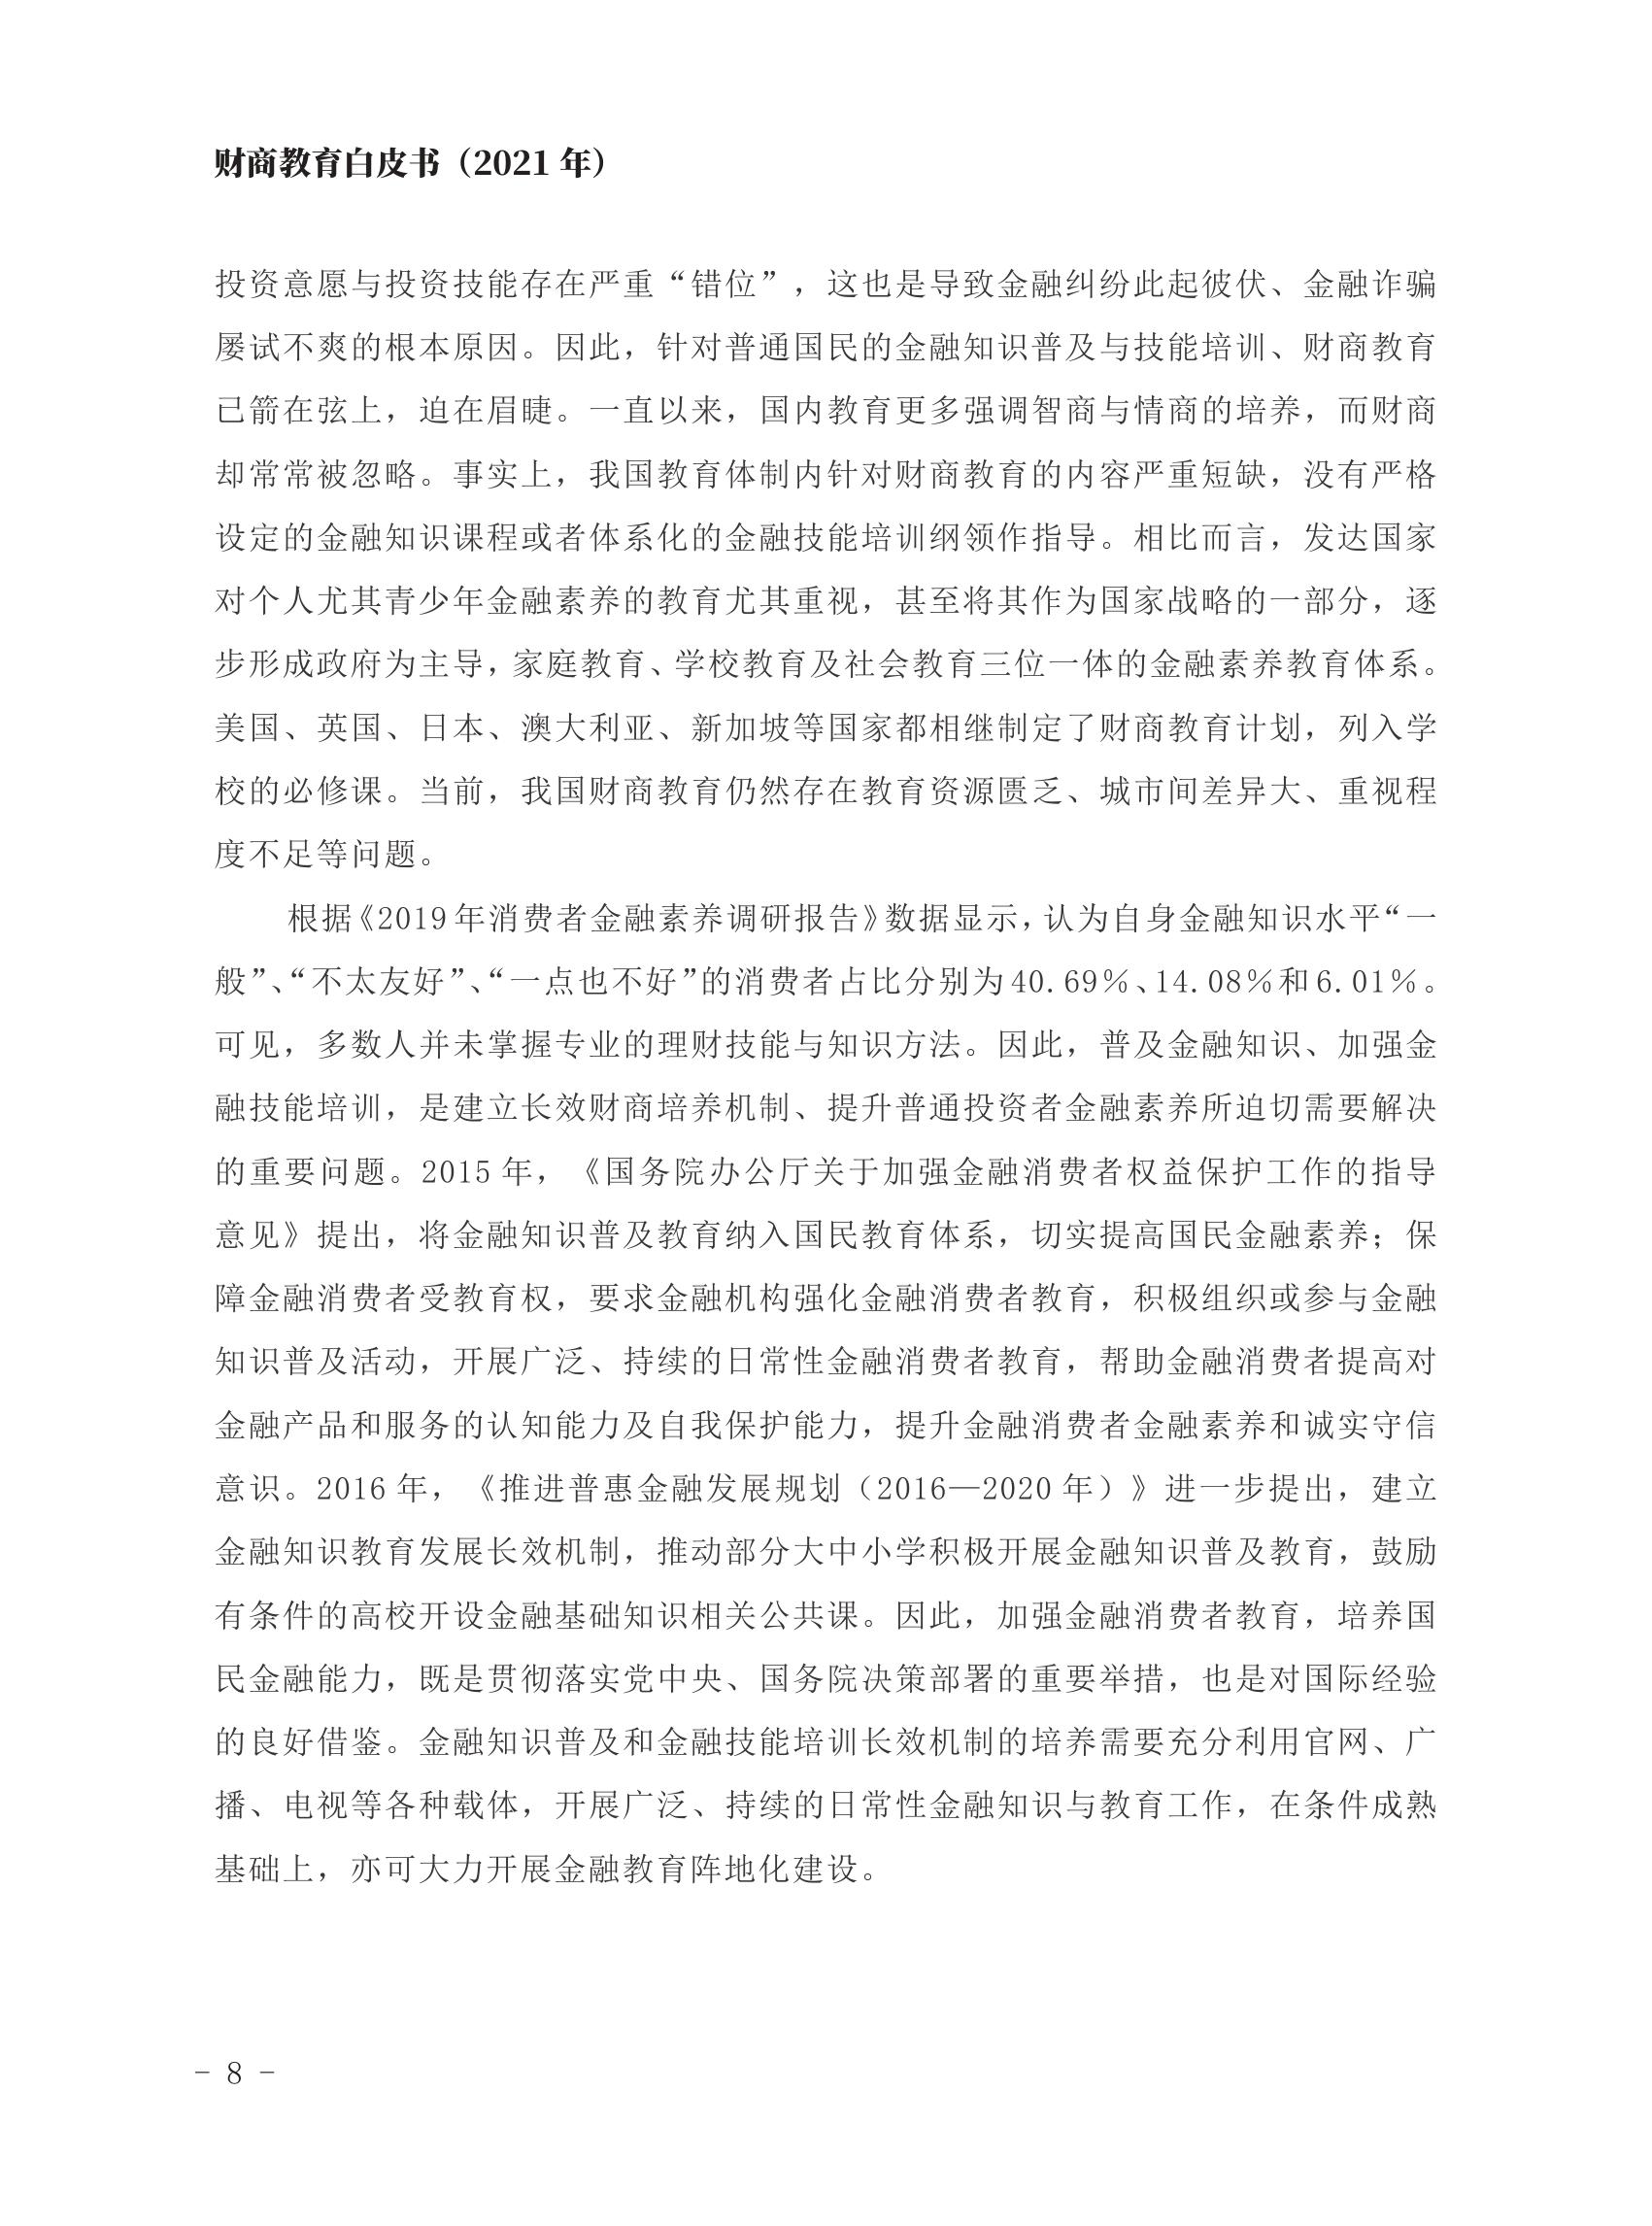 财商教育白皮书（2021 年）
投资意愿与投资技能存在严重“错位”，这也是导致金融纠纷此起彼伏、金融诈骗
屡试不爽的根本原因。因此，针对普通国民的金融知识普及与技能培训、财商教育
已箭在弦上，迫在眉睫。一直以来，国内教育更多强调智商与情商的培养，而财商
却常常被忽略。事实上，我国教育体制内针对财商教育的内容严重短缺，没有严格
设定的金融知识课程或者体系化的金融技能培训纲领作指导。相比而言，发达国家
对个人尤其青少年金融素养的教育尤其重视，甚至将其作为国家战略的一部分，逐
步形成政府为主导，家庭教育、学校教育及社会教育三位一体的金融素养教育体系。
美国、英国、日本、澳大利亚、新加坡等国家都相继制定了财商教育计划，列入学
校的必修课。当前，我国财商教育仍然存在教育资源匮乏、城市间差异大、重视程
度不足等问题。
根据《2019 年消费者金融素养调研报告》数据显示，认为自身金融知识水平“一
般”、“不太友好”、“一点也不好”的消费者占比分别为 40.69%、14.08% 和 6.01%。
可见，多数人并未掌握专业的理财技能与知识方法。因此，普及金融知识、加强金
融技能培训，是建立长效财商培养机制、提升普通投资者金融素养所迫切需要解决
的重要问题。2015 年，《国务院办公厅关于加强金融消费者权益保护工作的指导
意见》提出，将金融知识普及教育纳入国民教育体系，切实提高国民金融素养；保
障金融消费者受教育权，要求金融机构强化金融消费者教育，积极组织或参与金融
知识普及活动，开展广泛、持续的日常性金融消费者教育，帮助金融消费者提高对
金融产品和服务的认知能力及自我保护能力，提升金融消费者金融素养和诚实守信
意识。2016 年，《推进普惠金融发展规划（2016—2020 年）》进一步提出，建立
金融知识教育发展长效机制，推动部分大中小学积极开展金融知识普及教育，鼓励
有条件的高校开设金融基础知识相关公共课。因此，加强金融消费者教育，培养国
民金融能力，既是贯彻落实党中央、国务院决策部署的重要举措，也是对国际经验
的良好借鉴。金融知识普及和金融技能培训长效机制的培养需要充分利用官网、广
播、电视等各种载体，开展广泛、持续的日常性金融知识与教育工作，在条件成熟
基础上，亦可大力开展金融教育阵地化建设。
- 8 -